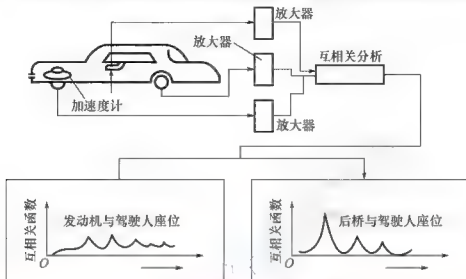 放大器
放大器
互相关分析
加速度计
放大器
互相关函数
发动机与驾驶人座位
O
互相关函数
后桥与驾驶人座位
O